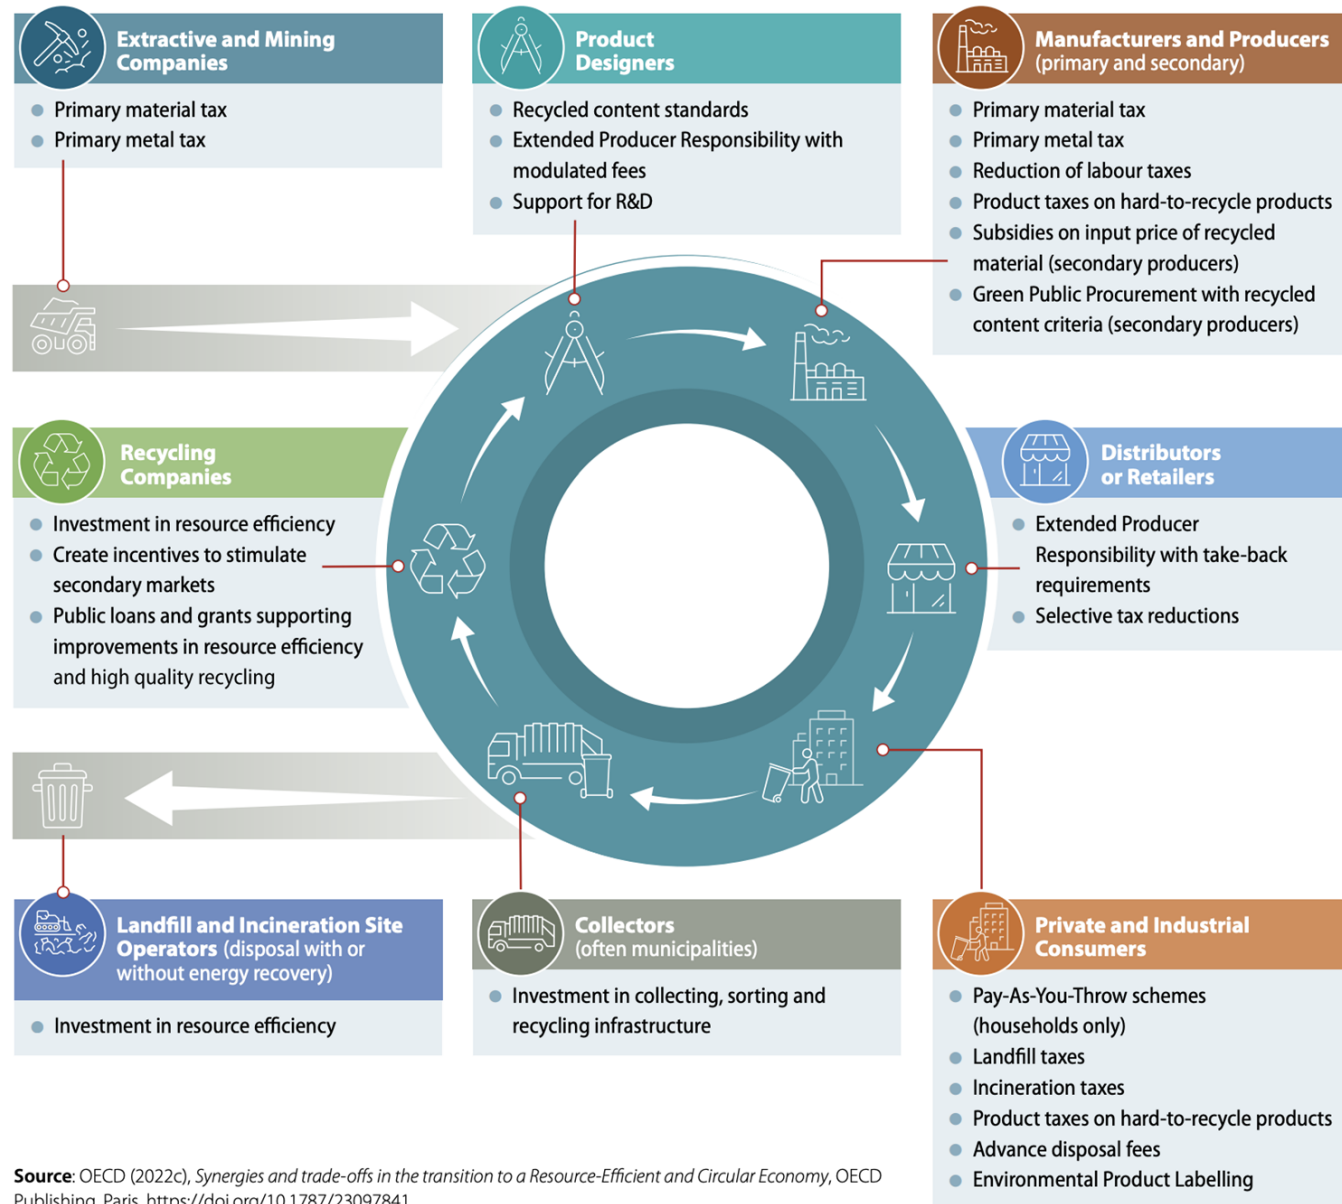 Extractive and Mining
Companies
Primary material tax
Primary metal tax
Product
Designers
Recycled content standards
Extended Producer Responsibility with
modulated fees
Support for R&D
Manufacturers and Producers
(primary and secondary)
Primary material tax
Primary metal tax
Reduction of labour taxes
Product taxes on hard-to-recycle products
Subsidies on input price of recycled
material (secondary producers)
Green Public Procurement with recycled
content criteria (secondary producers)
Recycling
Companies
Investment in resource efficiency
Create incentives to stimulate
secondary markets
Public loans and grants supporting
improvements in resource efficiency
and high quality recycling
Distributors
or Retailers
Extended Producer
Responsibility with take-back
requirements
Selective tax reductions
Landfill and Incineration Site
Operators (disposal with or
without energy recovery)
Investment in resource efficiency
Collectors
(often municipalities)
Investment in collecting, sorting and
recycling infrastructure
Private and Industrial
Consumers
Pay-As-You-Throw schemes
(households only)
Landfill taxes
Incineration taxes
Product taxes on hard-to-recycle products
Advance disposal fees
Environmental Product Labelling
Source: OECD (2022c), Synergies and trade-offs in the transition to a Resource-Efficient and Circular Economy, OECD
Publishing, Paris, https://doi.org/10.1787/23097841